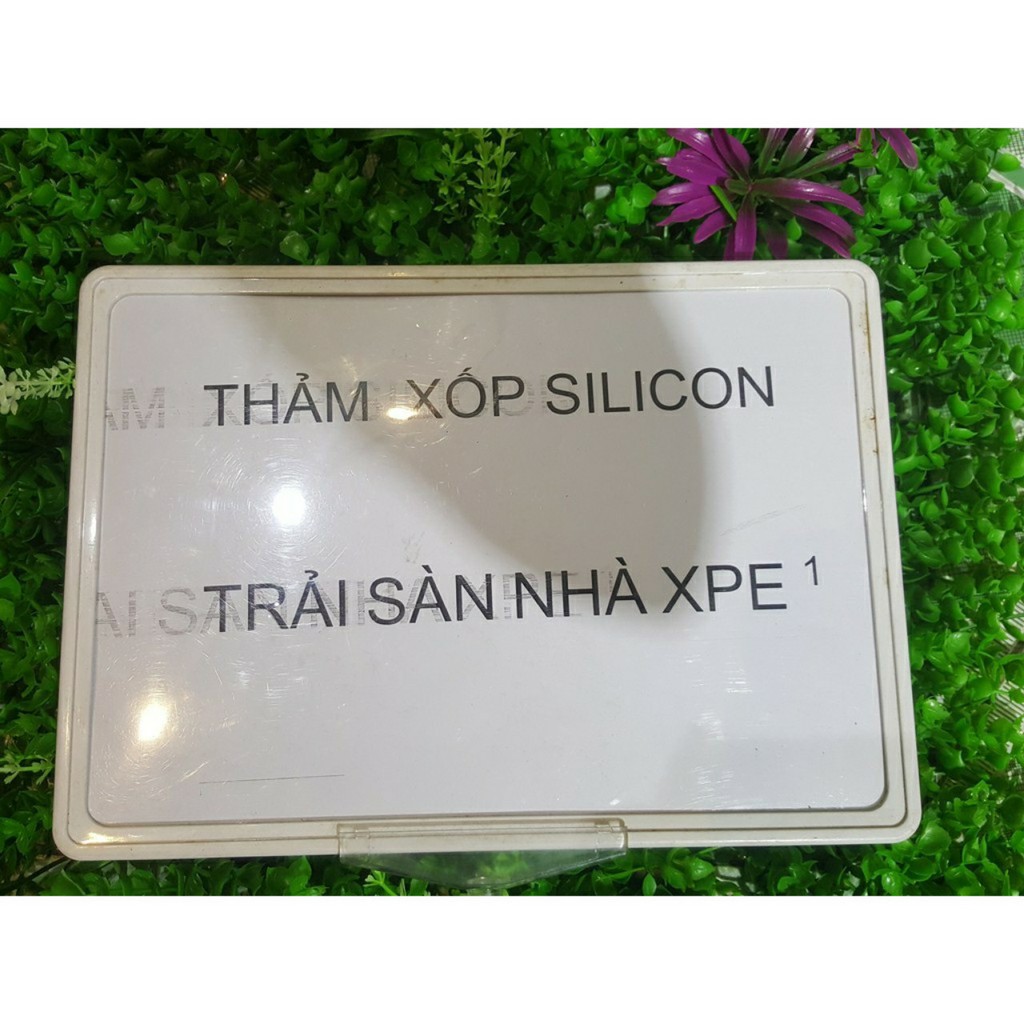 THẢM XỐP SILICON
TRẢI SÀN NHÀ XPE 1